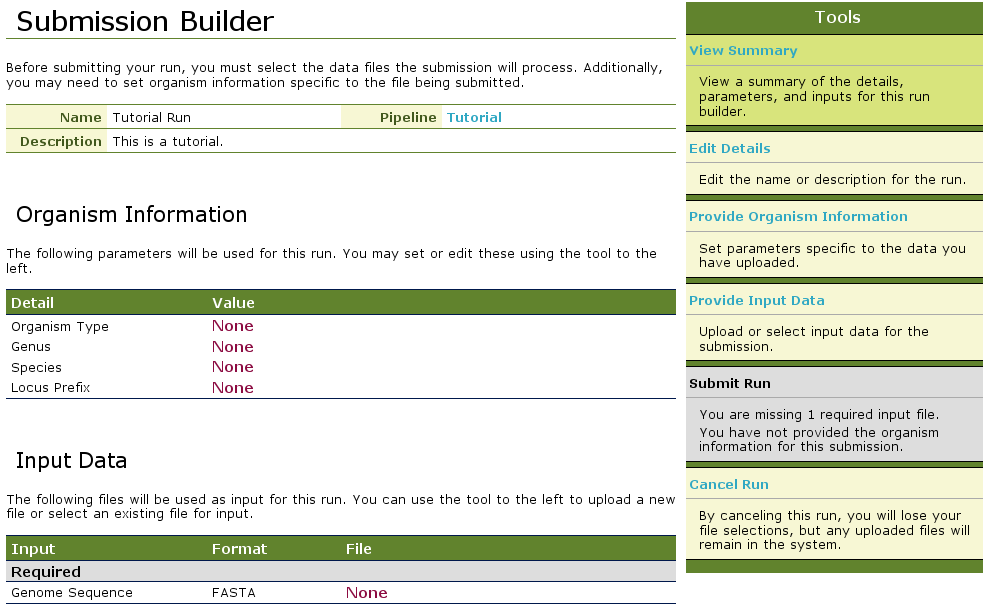 Submission Builder
Before submitting your run, you must select the data files the submission will process. Additionally,
you may need to set organism information specific to the file being submitted.
Name Tutorial Run Pipeline Tutorial
Description This is a tutorial.
Organism Information
The following parameters will be used for this run. You may set or edit these using the tool to the
left.
Detail Value
Organism Type None
Genus None
Species None
Locus Prefix None
Input Data
The following files will be used as input for this run. You can use the tool to the left to upload a new
file or select an existing file for input.
Input Format File
Required
Genome Sequence FASTA None
Tools
View Summary
View a summary of the details,
parameters, and inputs for this run
builder.
Edit Details
Edit the name or description for the run.
Provide Organism Information
Set parameters specific to the data you
have uploaded.
Provide Input Data
Upload or select input data for the
submission.
Submit Run
You are missing 1 required input file.
You have not provided the organism
information for this submission.
Cancel Run
By canceling this run, you will lose your
file selections, but any uploaded files will
remain in the system.